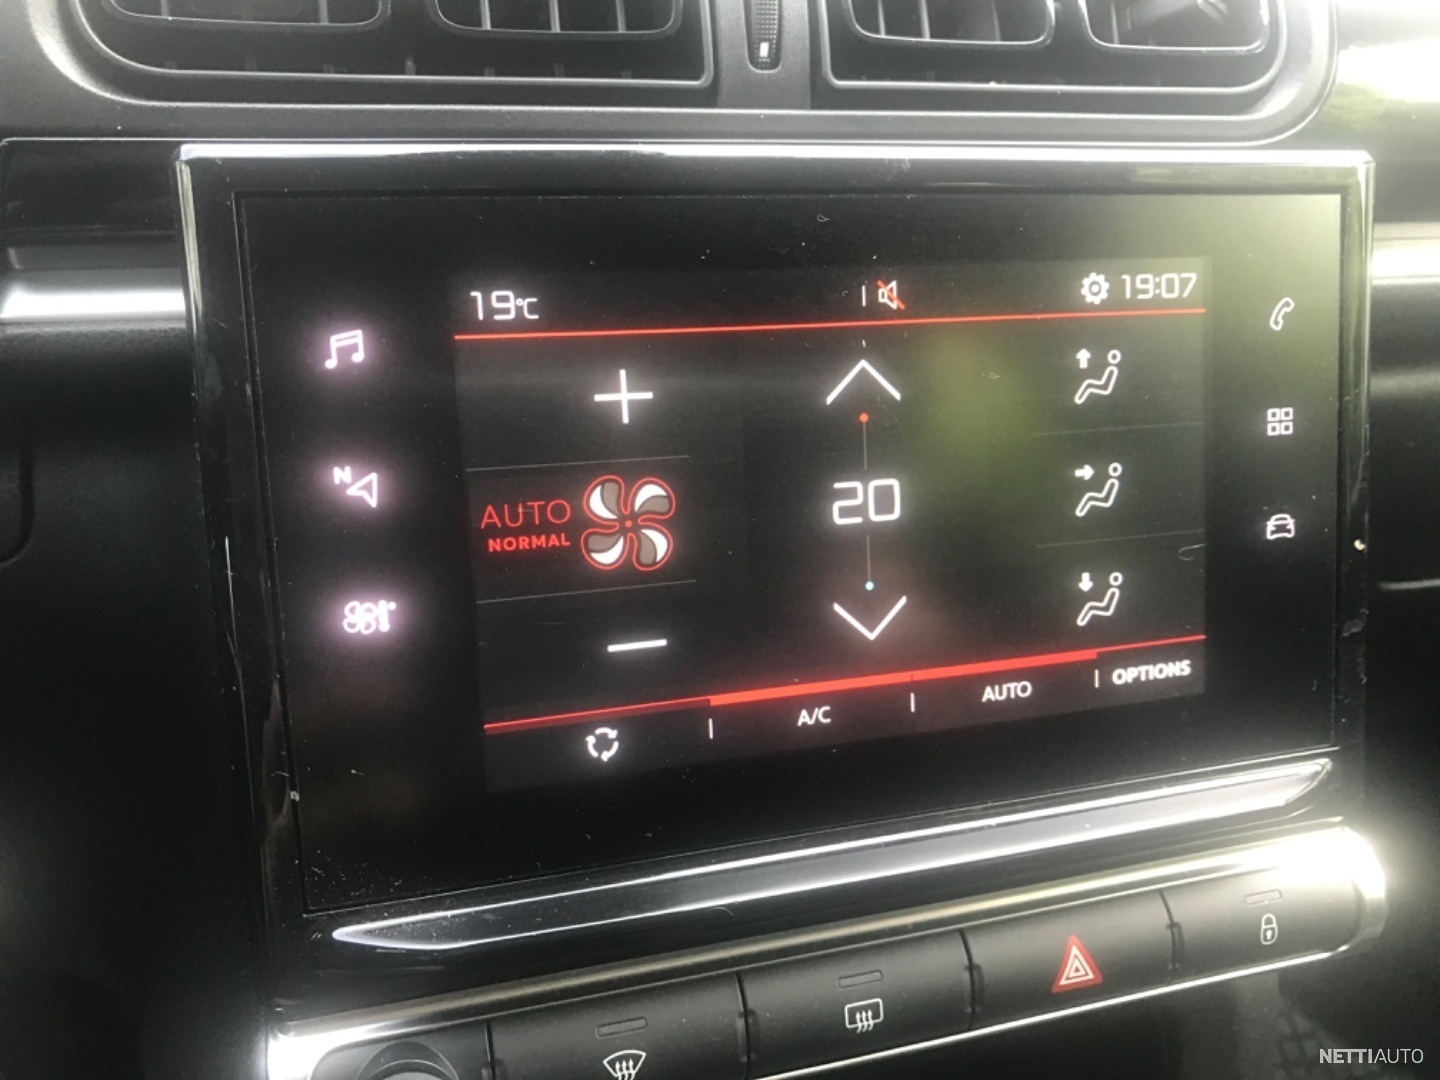 19°C
19:07
N
AUTO
NORMAL
20
A/C
AUTO
OPTIONS
NETTIAUTO